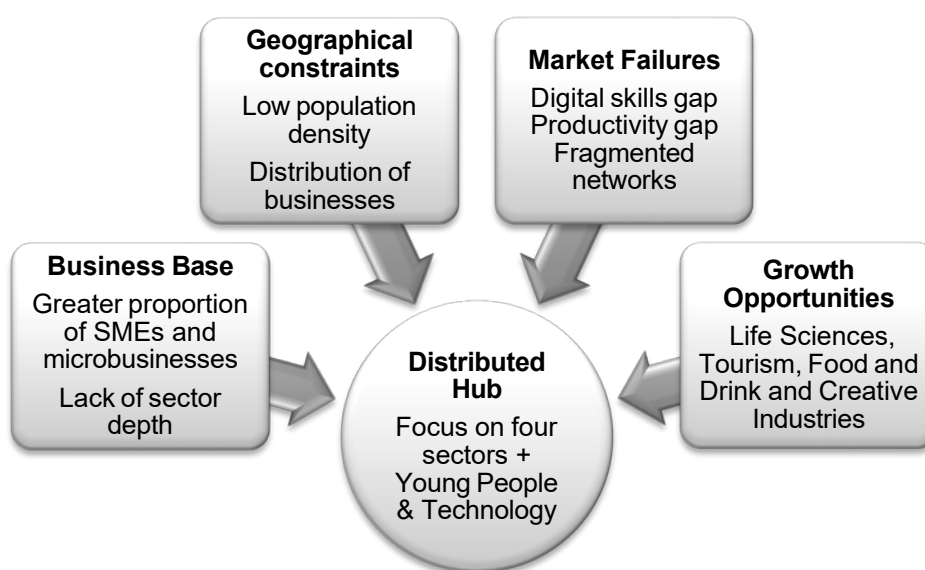 Geographical
constraints
Low population
density
Distribution of
businesses
Market Failures
Digital skills gap
Productivity gap
Fragmented
networks
Business Base
Greater proportion
of SMEs and
microbusinesses
Lack of sector
depth
Growth
Opportunities
Life Sciences,
Tourism, Food and
Drink and Creative
Industries
Distributed
Hub
Focus on four
sectors +
Young People
& Technology